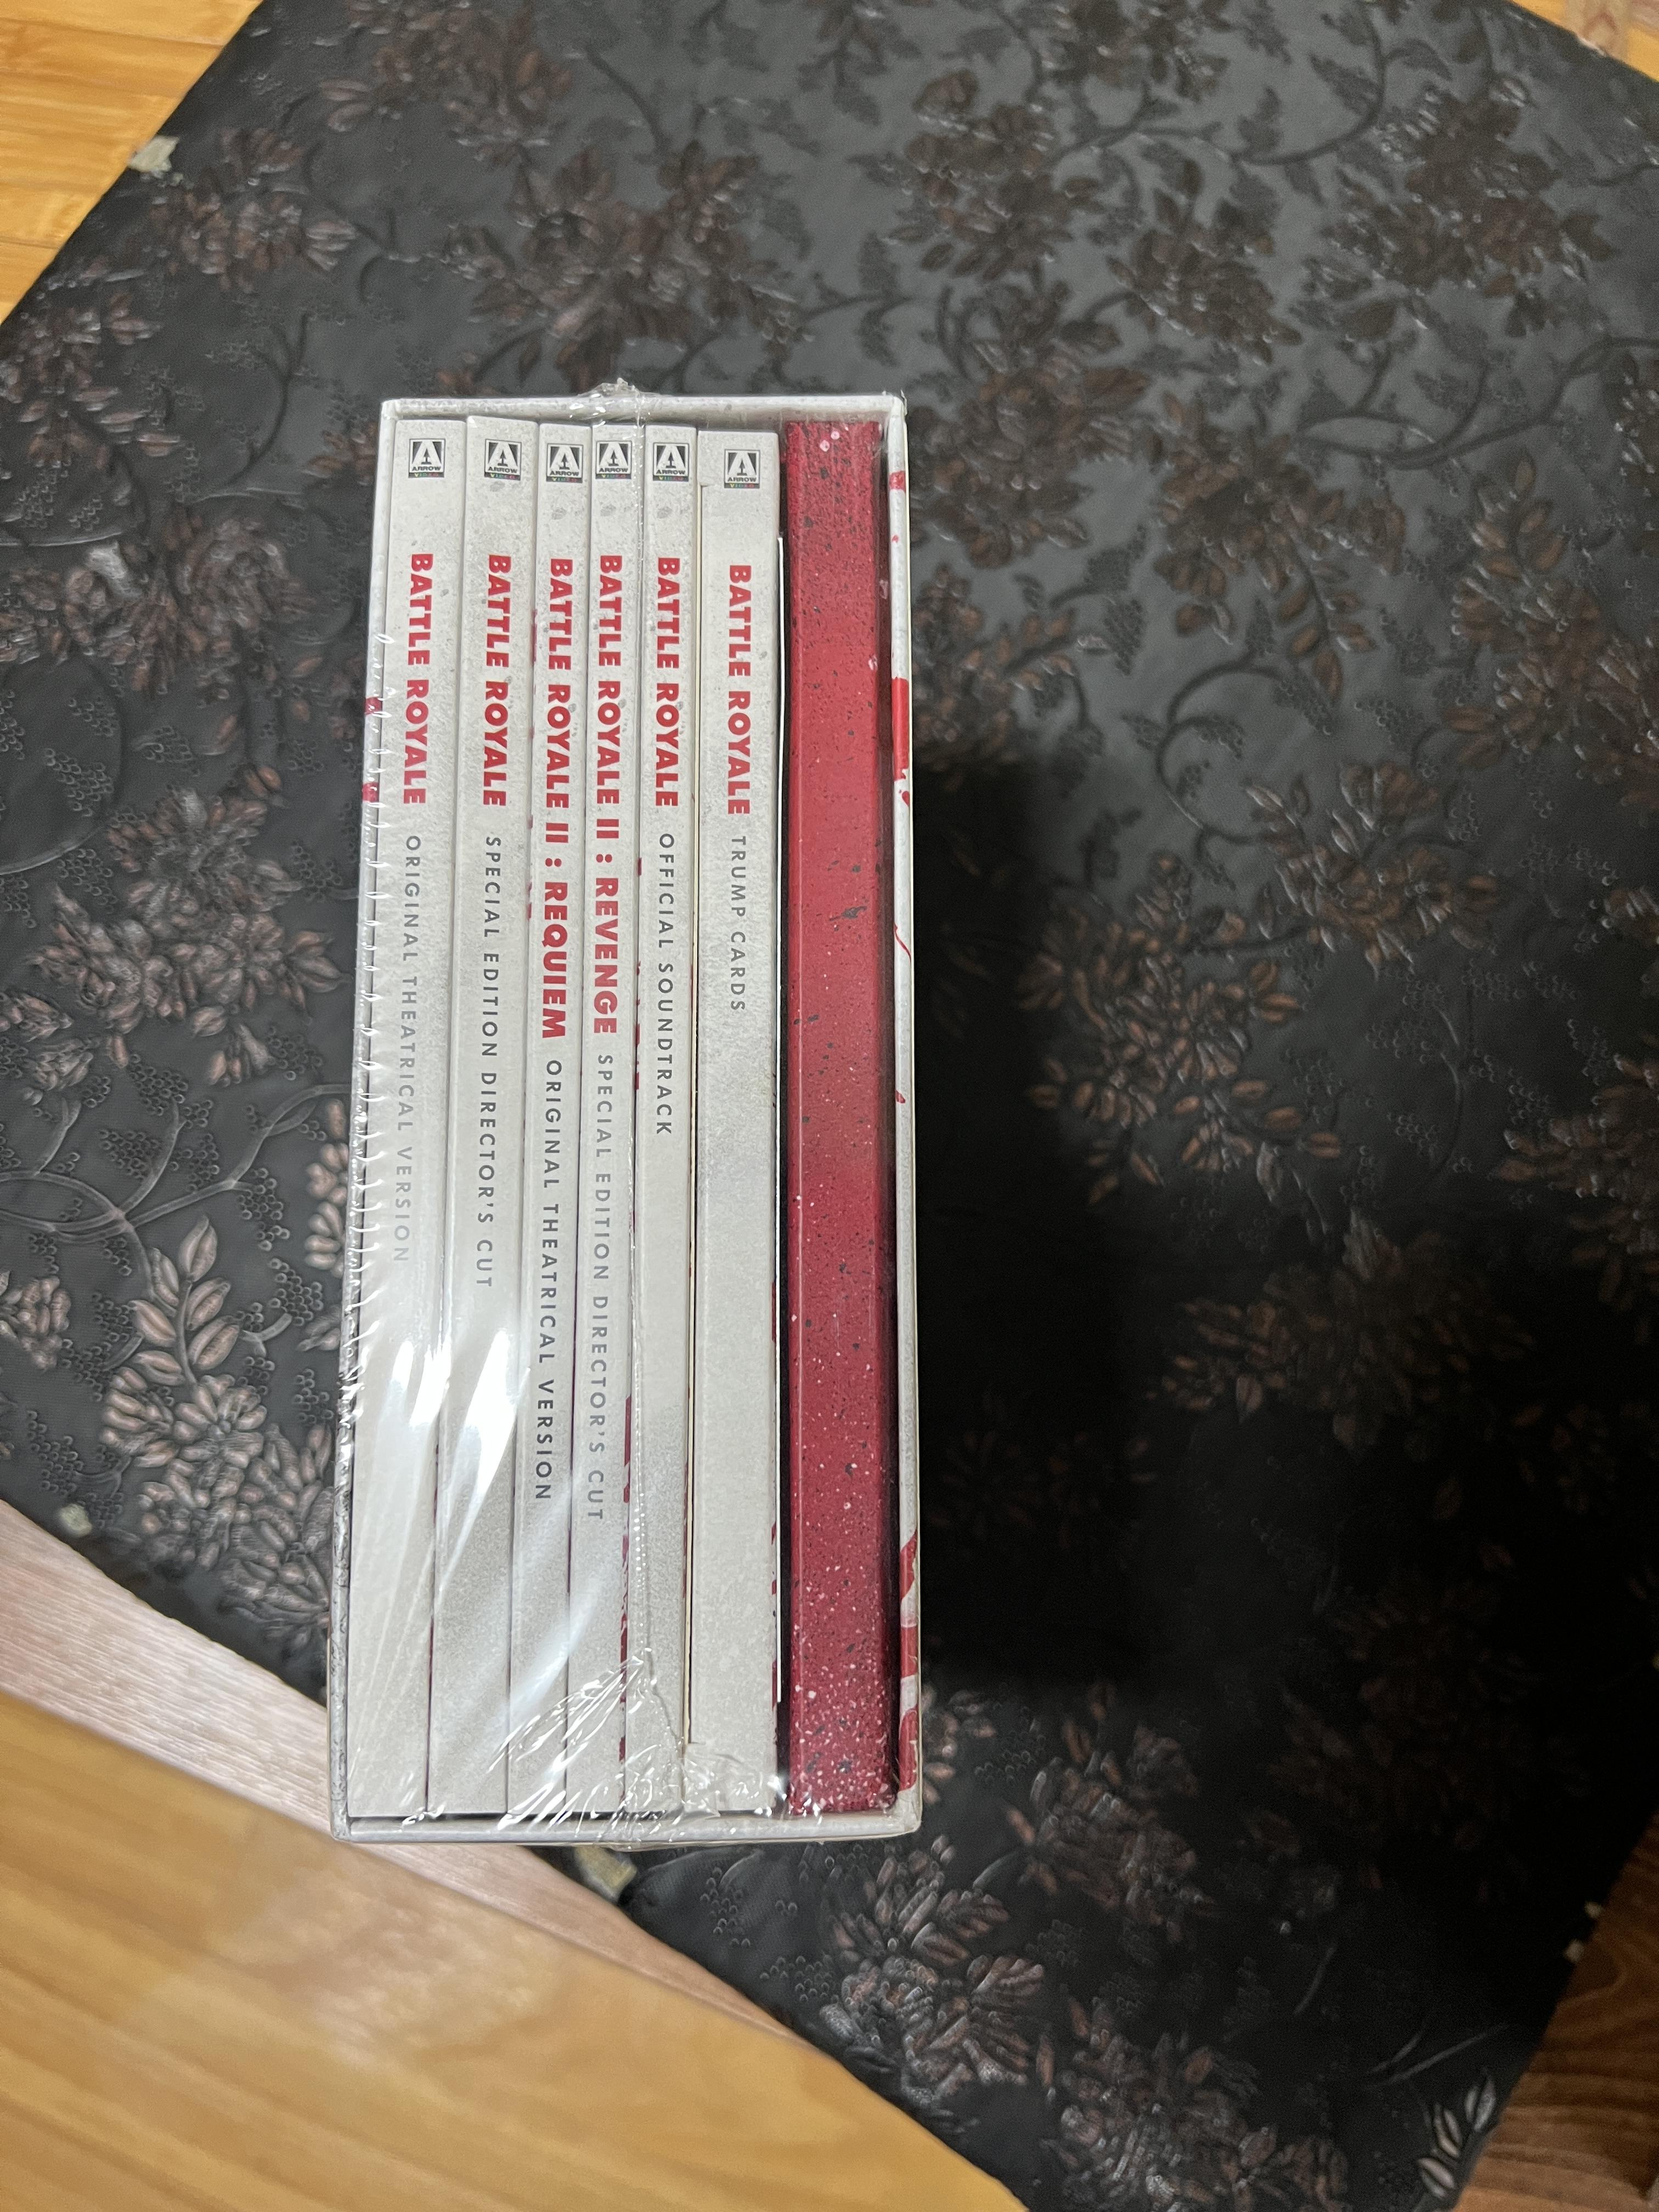 ARROW
VIDEO
BATTLE ROYALE ORIGINAL THEATRICAL VERSION
ARROW
VIDEO
BATTLE ROYALE SPECIAL EDITION DIRECTOR'S CUT
ARROW
VIDEO
BATTLE ROYALE II : REQUIEM ORIGINAL THEATRICAL VERSION
ARROW
VIDEO
BATTLE ROYALE II : REVENGE SPECIAL EDITION DIRECTOR'S CUT
ARROW
VIDEO
BATTLE ROYALE OFFICIAL SOUNDTRACK
ARROW
VIDEO
BATTLE ROYALE TRUMP CARDS